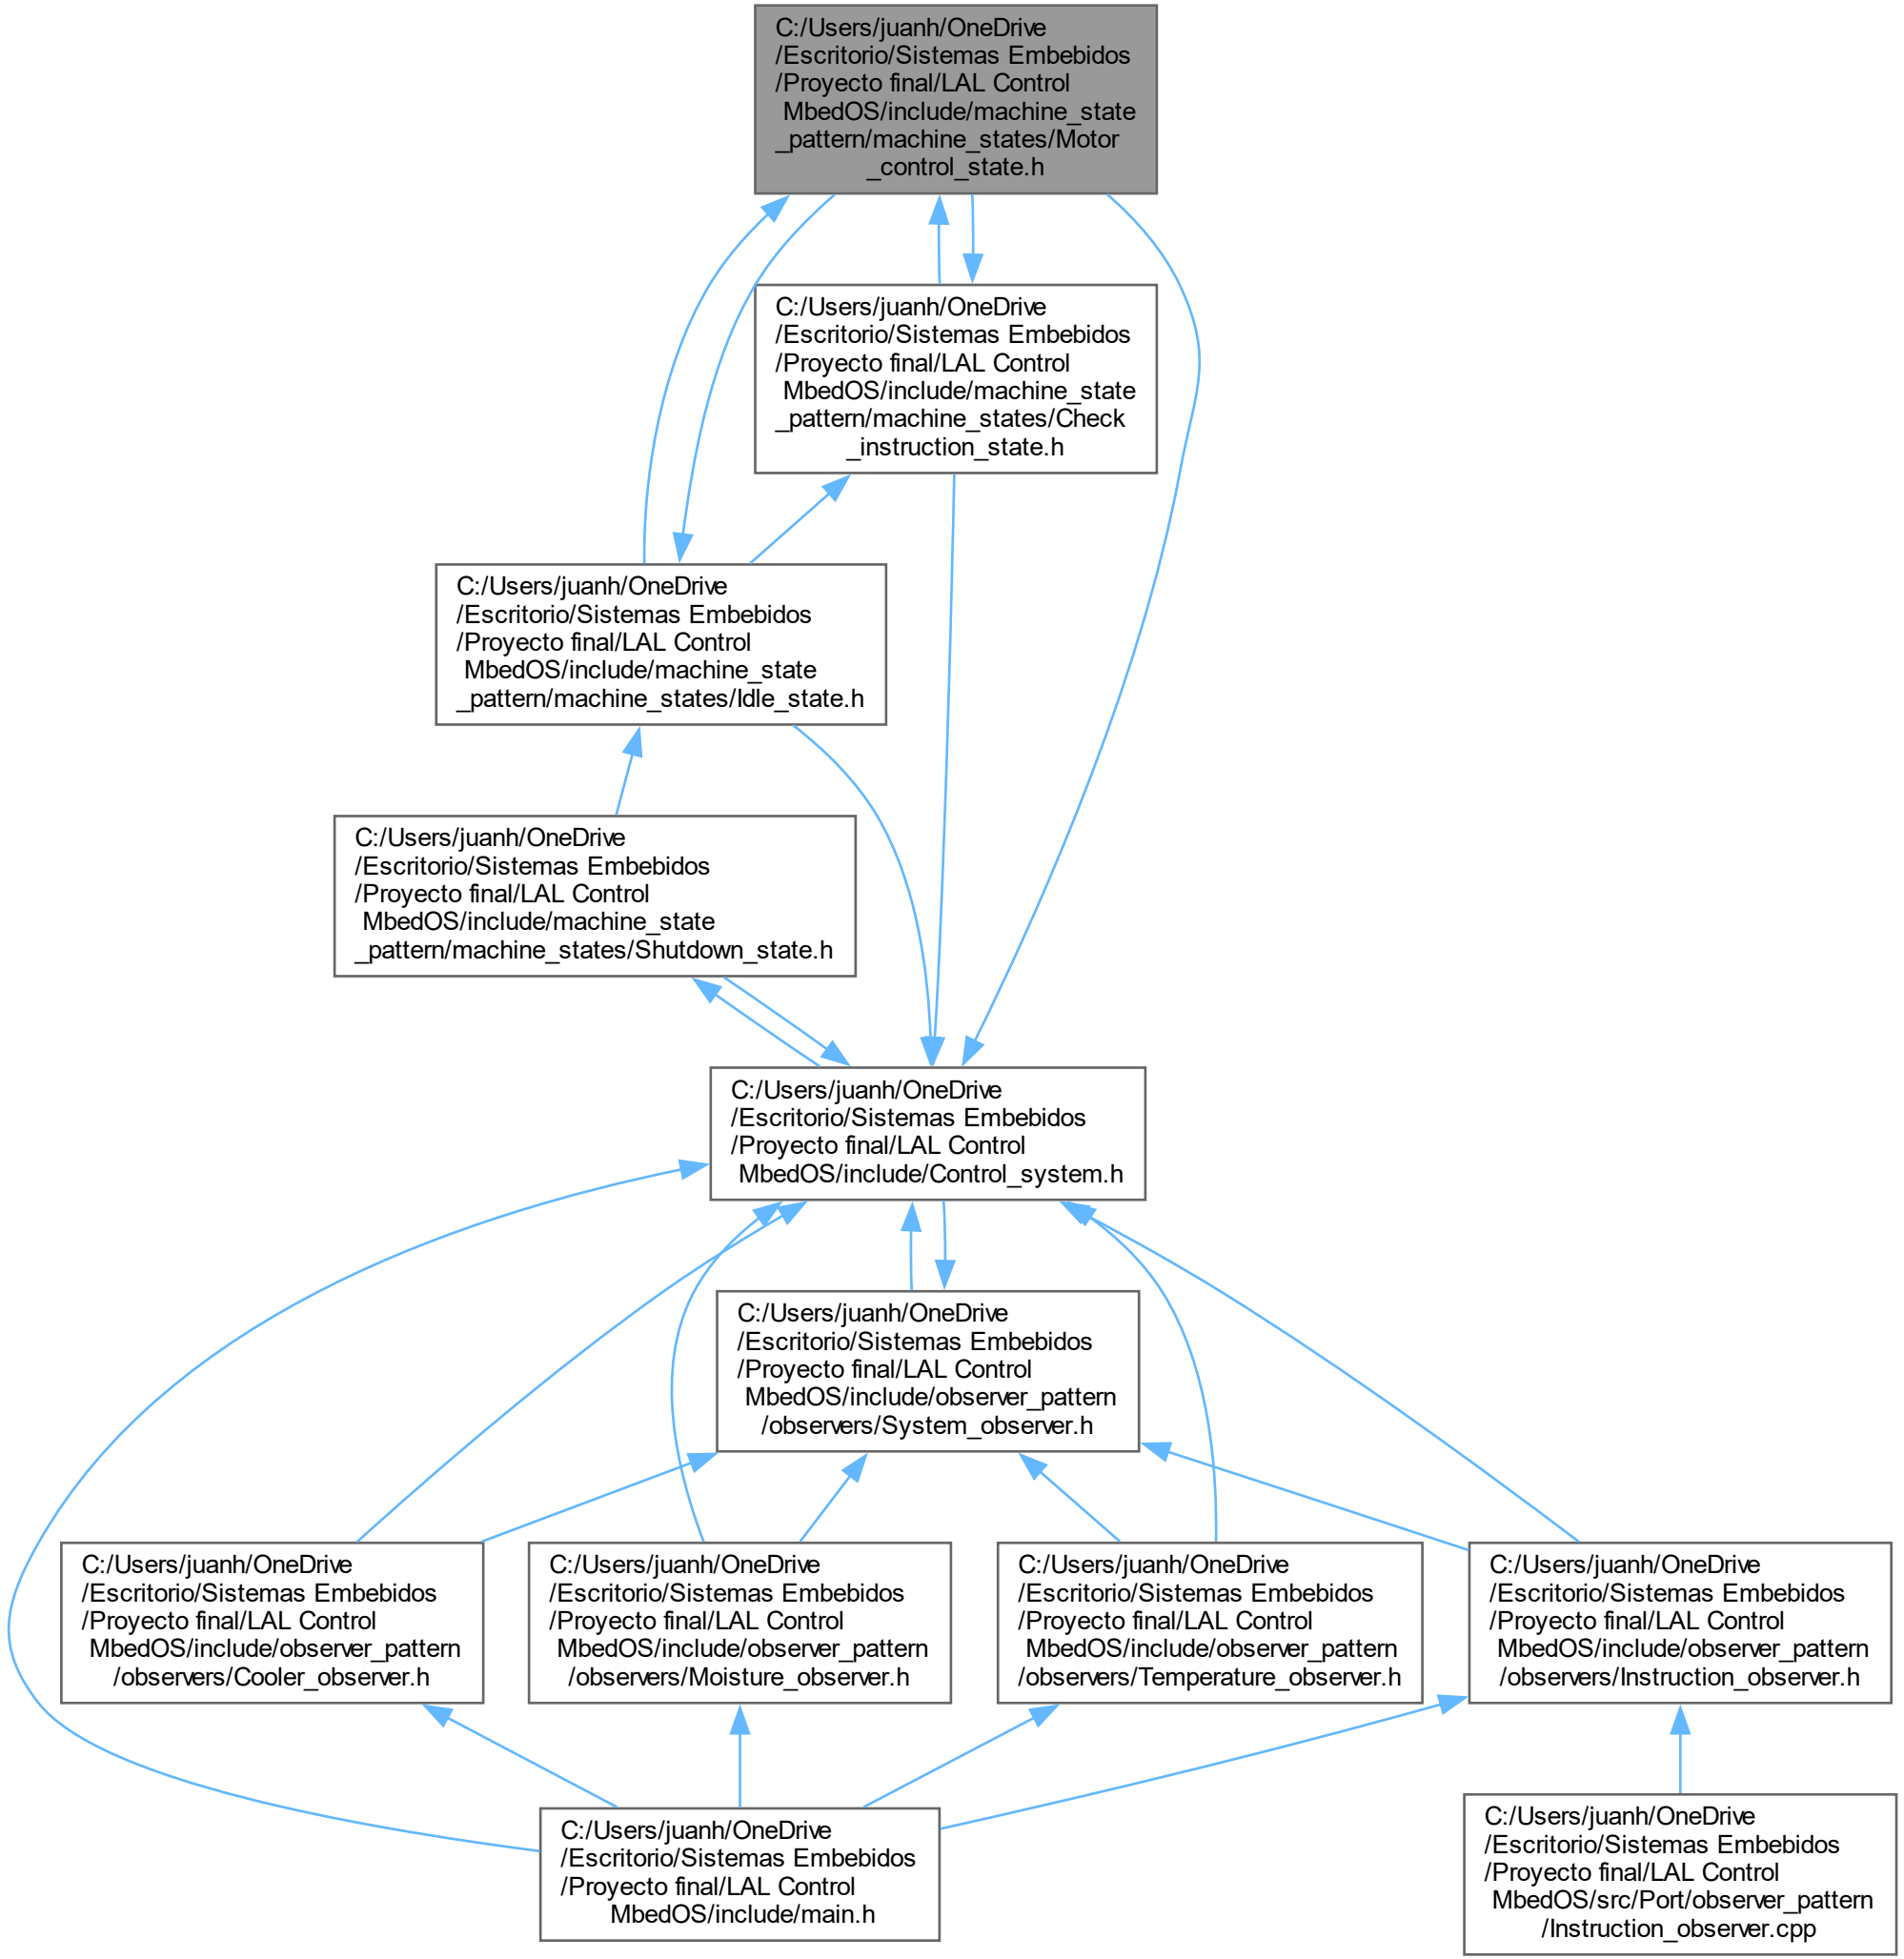 C:/Users/juanh/OneDrive
/Escritorio/Sistemas Embebidos
/Proyecto final/LAL Control
MbedOS/include/machine_state
_pattern/machine_states/Motor
_control_state.h
C:/Users/juanh/OneDrive
/Escritorio/Sistemas Embebidos
/Proyecto final/LAL Control
MbedOS/include/machine_state
_pattern/machine_states/Check
_instruction_state.h
C:/Users/juanh/OneDrive
/Escritorio/Sistemas Embebidos
/Proyecto final/LAL Control
MbedOS/include/machine_state
_pattern/machine_states/Idle_state.h
C:/Users/juanh/OneDrive
/Escritorio/Sistemas Embebidos
/Proyecto final/LAL Control
MbedOS/include/machine_state
_pattern/machine_states/Shutdown_state.h
C:/Users/juanh/OneDrive
/Escritorio/Sistemas Embebidos
/Proyecto final/LAL Control
MbedOS/include/Control_system.h
C:/Users/juanh/OneDrive
/Escritorio/Sistemas Embebidos
/Proyecto final/LAL Control
MbedOS/include/observer_pattern
/observers/System_observer.h
C:/Users/juanh/OneDrive
/Escritorio/Sistemas Embebidos
/Proyecto final/LAL Control
MbedOS/include/observer_pattern
/observers/Cooler_observer.h
C:/Users/juanh/OneDrive
/Escritorio/Sistemas Embebidos
/Proyecto final/LAL Control
MbedOS/include/observer_pattern
/observers/Moisture_observer.h
C:/Users/juanh/OneDrive
/Escritorio/Sistemas Embebidos
/Proyecto final/LAL Control
MbedOS/include/observer_pattern
/observers/Temperature_observer.h
C:/Users/juanh/OneDrive
/Escritorio/Sistemas Embebidos
/Proyecto final/LAL Control
MbedOS/include/observer_pattern
/observers/Instruction_observer.h
C:/Users/juanh/OneDrive
/Escritorio/Sistemas Embebidos
/Proyecto final/LAL Control
MbedOS/include/main.h
C:/Users/juanh/OneDrive
/Escritorio/Sistemas Embebidos
/Proyecto final/LAL Control
MbedOS/src/Port/observer_pattern
/Instruction_observer.cpp